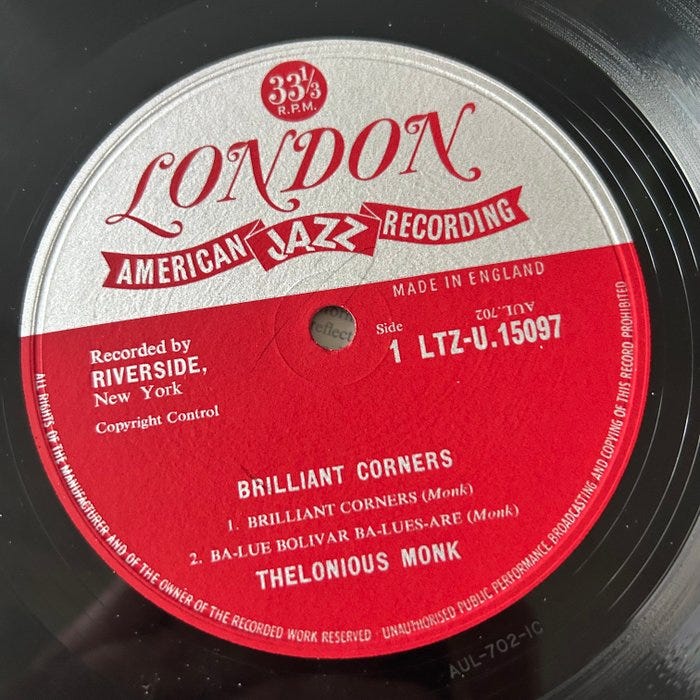 33 1/3
R.P.M.
LONDON
AMERICAN JAZZ RECORDING
MADE IN ENGLAND
AUL.702
Side
1 LTZ-U.15097
Recorded by
RIVERSIDE,
New York
Copyright Control
BRILLIANT CORNERS
1. BRILLIANT CORNERS (Monk)
2. BA-LUE BOLIVAR BA-LUES-ARE (Monk)
THELONIOUS MONK
ALL RIGHTS OF THE MANUFACTURER AND OF THE OWNER OF THE RECORDED WORK RESERVED · UNAUTHORISED PUBLIC PERFORMANCE BROADCASTING AND COPYING OF THIS RECORD PROHIBITED
AUL-702-1C
reflect